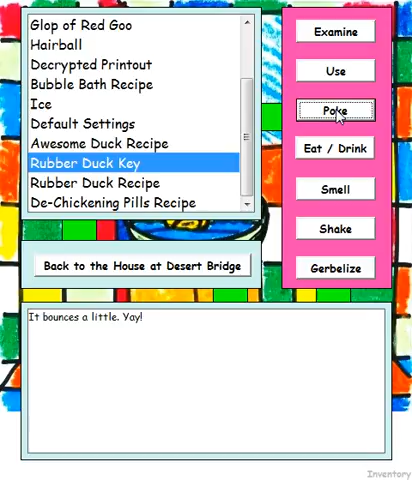 Glop of Red Goo
Hairball
Decrypted Printout
Bubble Bath Recipe
Ice
Default Settings
Awesome Duck Recipe
Rubber Duck Key
Rubber Duck Recipe
De-Chickening Pills Recipe
Examine
Use
Poke
Eat / Drink
Smell
Shake
Gerbelize
Back to the House at Desert Bridge
It bounces a little. Yay!
Inventory